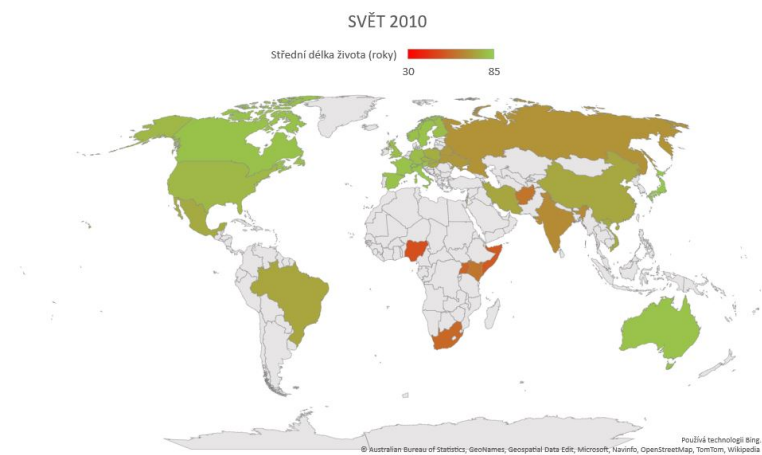 SVĚT 2010
Střední délka života (roky)
30 85
Používá technologii Bing.
© Australian Bureau of Statistics, GeoNames, Geospatial Data Edit, Microsoft, Navinfo, OpenStreetMap, TomTom, Wikipedia